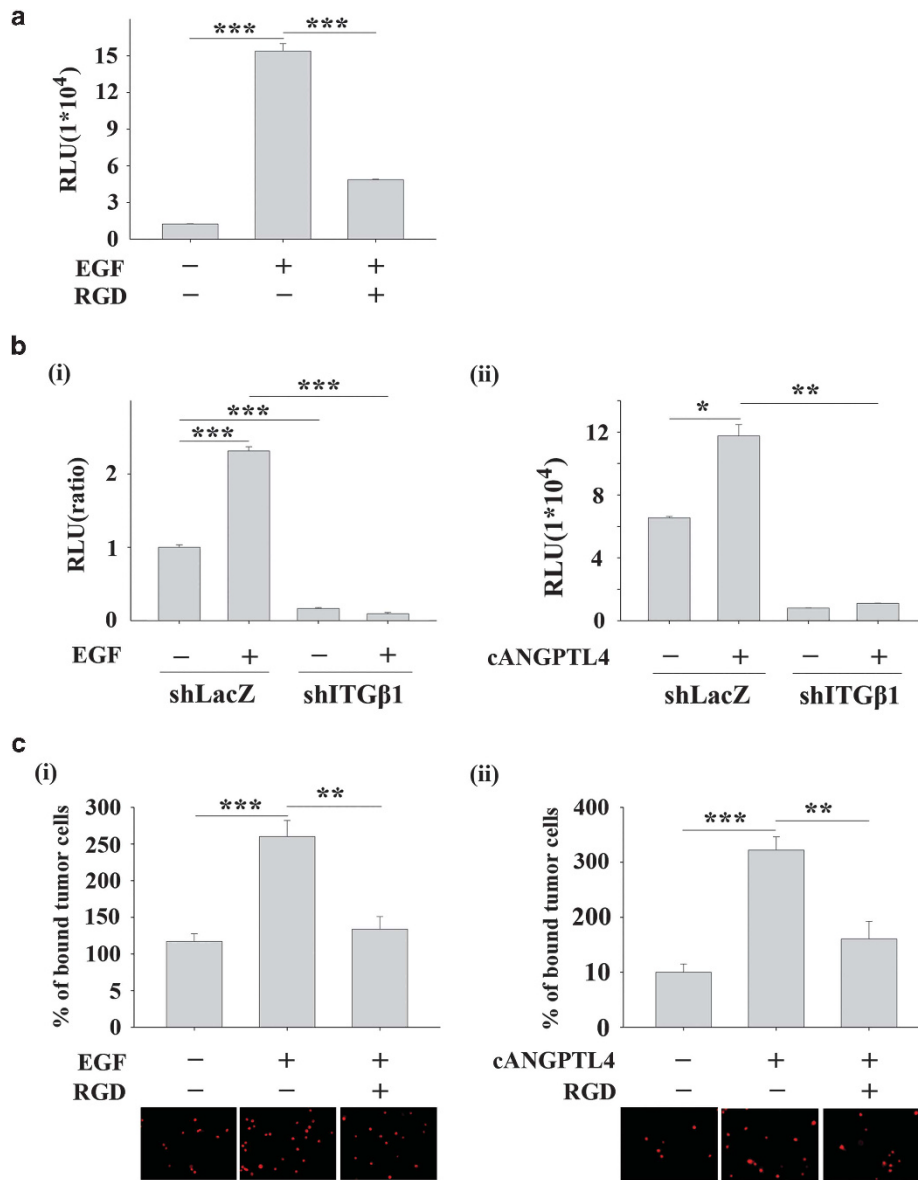 a
*** ***
RLU(1*10⁴)
15
12
9
6
3
0
EGF − + +
RGD − − +
b
(i)
***
***
***
RLU(ratio)
2
1
0
EGF − + − +
shLacZ shITGβ1
(ii)
* **
RLU(1*10⁴)
12
8
4
0
cANGPTL4 − + − +
shLacZ shITGβ1
c
(i)
*** **
% of bound tumor cells
300
250
200
150
100
5
0
EGF − + +
RGD − − +
(ii)
*** **
% of bound tumor cells
400
300
200
10
0
cANGPTL4 − + +
RGD − − +